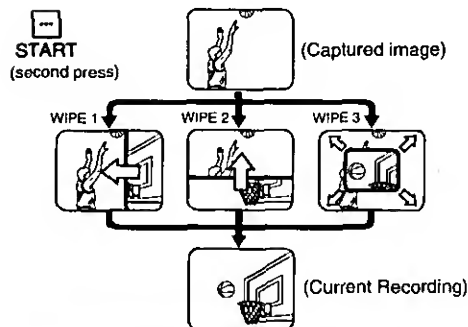 START
(second press)
(Captured image)
WIPE 1
WIPE 2
WIPE 3
(Current Recording)